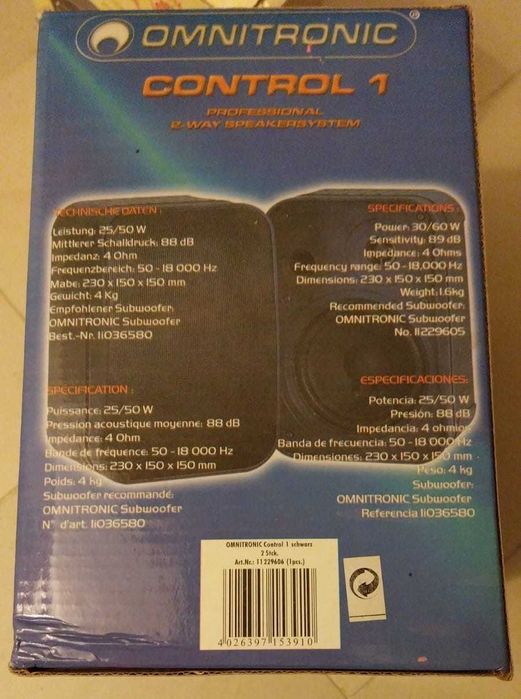 OMNITRONIC®
CONTROL 1
PROFESSIONAL
2-WAY SPEAKERSYSTEM
TECHNISCHE DATEN :
Leistung: 25/50 W
Mittlerer Schalldruck: 88 dB
Impedanz: 4 Ohm
Frequenzbereich: 50 - 18 000 Hz
Mabe: 230 x 150 x 150 mm
Gewicht: 4 Kg
Empfohlener Subwoofer:
OMNITRONIC Subwoofer
Best.-Nr. 11036580
SPECIFICATIONS :
Power: 30/60 W
Sensitivity: 89 dB
Impedance: 4 Ohms
Frequency range: 50 - 18.000 Hz
Dimensions: 230 x 150 x 150 mm
Weight: 1.6kg
Recommended Subwoofer:
OMNITRONIC Subwoofer
No. 11229605
SPECIFICATION :
Puissance: 25/50 W
Pression acoustique moyenne: 88 dB
Impedance: 4 Ohm
Bande de fréquence: 50 - 18 000 Hz
Dimensions: 230 x 150 x 150 mm
Poids: 4 kg
Subwoofer recommandé:
OMNITRONIC Subwoofer
N° d'art. 11036580
ESPECIFICACIONES:
Potencia: 25/50 W
Presión: 88 dB
Impedancia: 4 ohmios
Banda de frecuencia: 50 - 18 000 Hz
Dimensiones: 230 x 150 x 150 mm
Peso: 4 kg
Subwoofer:
OMNITRONIC Subwoofer
Referencia 11036580
OMNITRONIC Control 1 schwarz
2 Stck.
Art.Nr.: 11229606 (1pcs.)
4 026397 153910